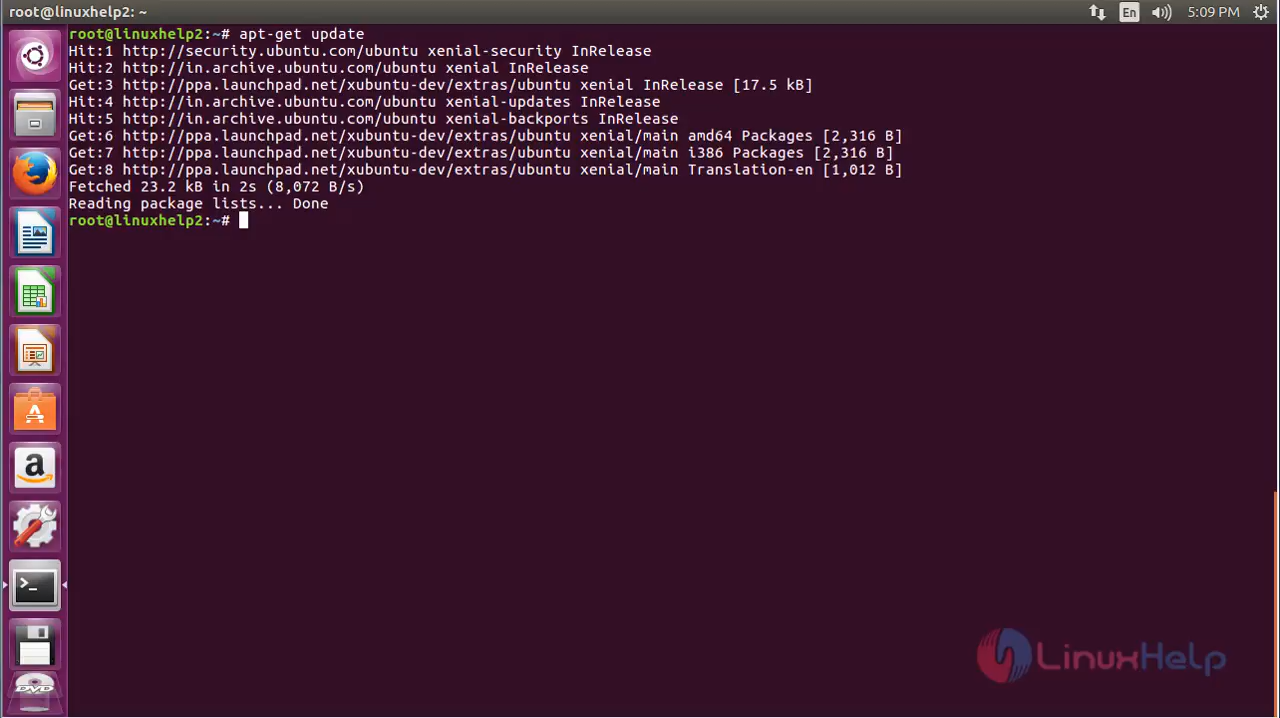 root@linuxhelp2: ~
En
5:09 PM
root@linuxhelp2:~# apt-get update
Hit:1 http://security.ubuntu.com/ubuntu xenial-security InRelease
Hit:2 http://in.archive.ubuntu.com/ubuntu xenial InRelease
Get:3 http://ppa.launchpad.net/xubuntu-dev/extras/ubuntu xenial InRelease [17.5 kB]
Hit:4 http://in.archive.ubuntu.com/ubuntu xenial-updates InRelease
Hit:5 http://in.archive.ubuntu.com/ubuntu xenial-backports InRelease
Get:6 http://ppa.launchpad.net/xubuntu-dev/extras/ubuntu xenial/main amd64 Packages [2,316 B]
Get:7 http://ppa.launchpad.net/xubuntu-dev/extras/ubuntu xenial/main i386 Packages [2,316 B]
Get:8 http://ppa.launchpad.net/xubuntu-dev/extras/ubuntu xenial/main Translation-en [1,012 B]
Fetched 23.2 kB in 2s (8,072 B/s)
Reading package lists... Done
root@linuxhelp2:~#
a
>_
DVD
LinuxHelp